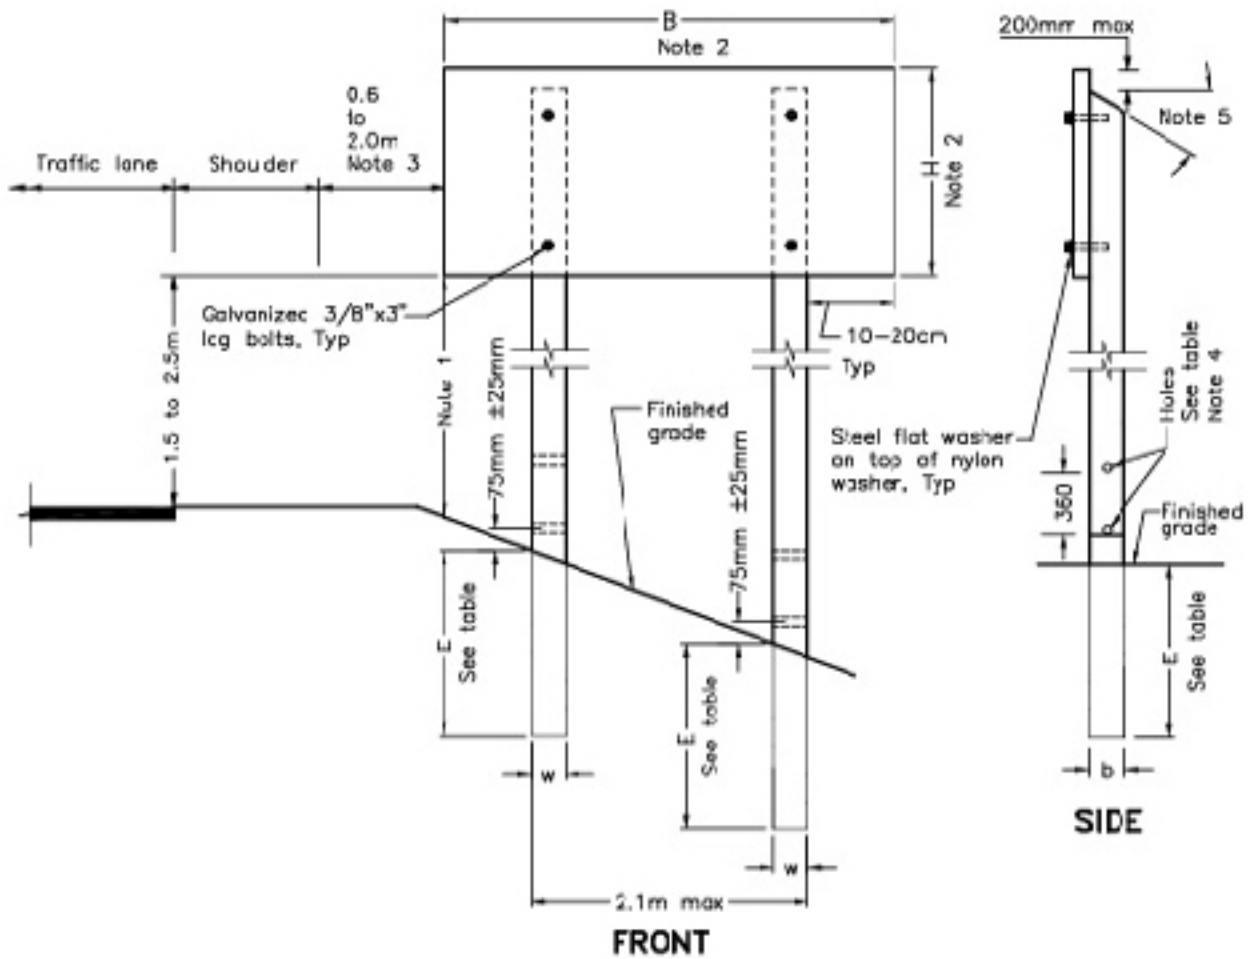 B
Note 2
200mm max
0.6
to
2.0m
Note 3
Traffic lane
Shouder
H
Note 2
Note 5
Galvanized 3/8"x3"
lag bolts, Typ
10-20cm
Typ
1.5 to 2.5m
Note 1
75mm ±25mm
Finished
grade
75mm ±25mm
Steel flat washer
on top of nylon
washer, Typ
Holes
See table
Note 4
360
Finished
grade
E
See table
E
See table
E
See table
w
w
b
2.1m max
SIDE
FRONT